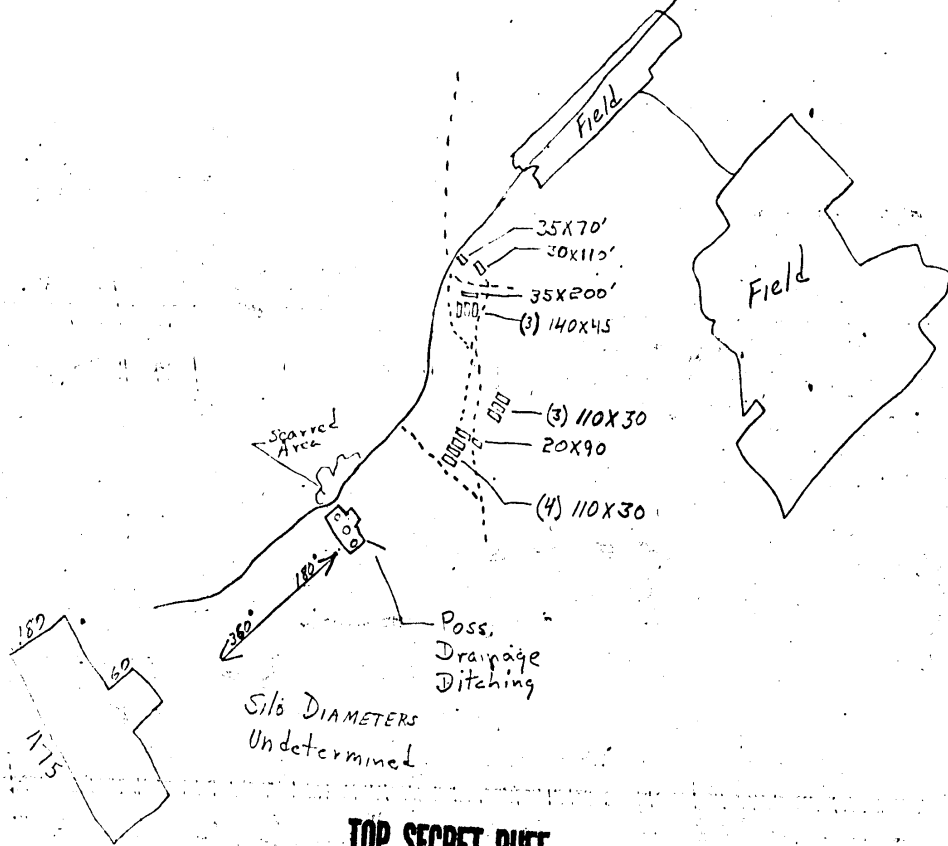 Field
Field
35X70'
30X110'
35X200'
(3) 140X45
(3) 110X30
20X90
(4) 110X30
Scarred
Area
180°
360°
Poss.
Drainage
Ditching
180
60
Silo DIAMETERS
Undetermined
TOP SECRET RUFF